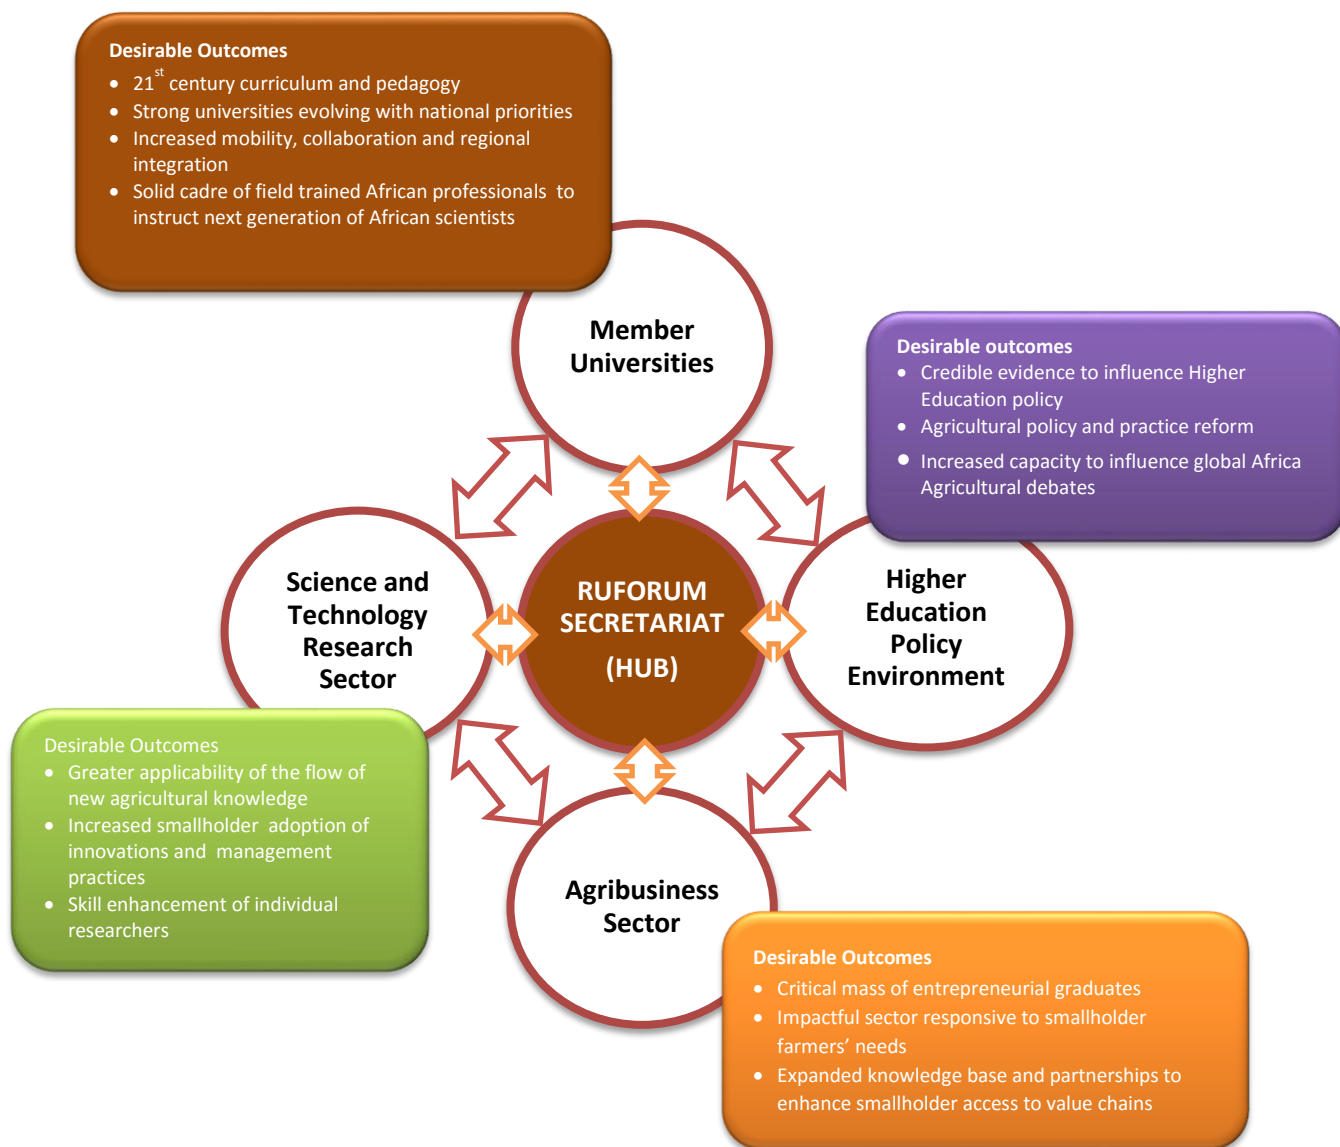 Desirable Outcomes
• 21st century curriculum and pedagogy
• Strong universities evolving with national priorities
• Increased mobility, collaboration and regional
integration
• Solid cadre of field trained African professionals to
instruct next generation of African scientists
Member
Universities
Desirable outcomes
• Credible evidence to influence Higher
Education policy
• Agricultural policy and practice reform
• Increased capacity to influence global Africa
Agricultural debates
Science and
Technology
Research
Sector
RUFORUM
SECRETARIAT
(HUB)
Higher
Education
Policy
Environment
Desirable Outcomes
• Greater applicability of the flow of
new agricultural knowledge
• Increased smallholder adoption of
innovations and management
practices
• Skill enhancement of individual
researchers
Agribusiness
Sector
Desirable Outcomes
• Critical mass of entrepreneurial graduates
• Impactful sector responsive to smallholder
farmers’ needs
• Expanded knowledge base and partnerships to
enhance smallholder access to value chains